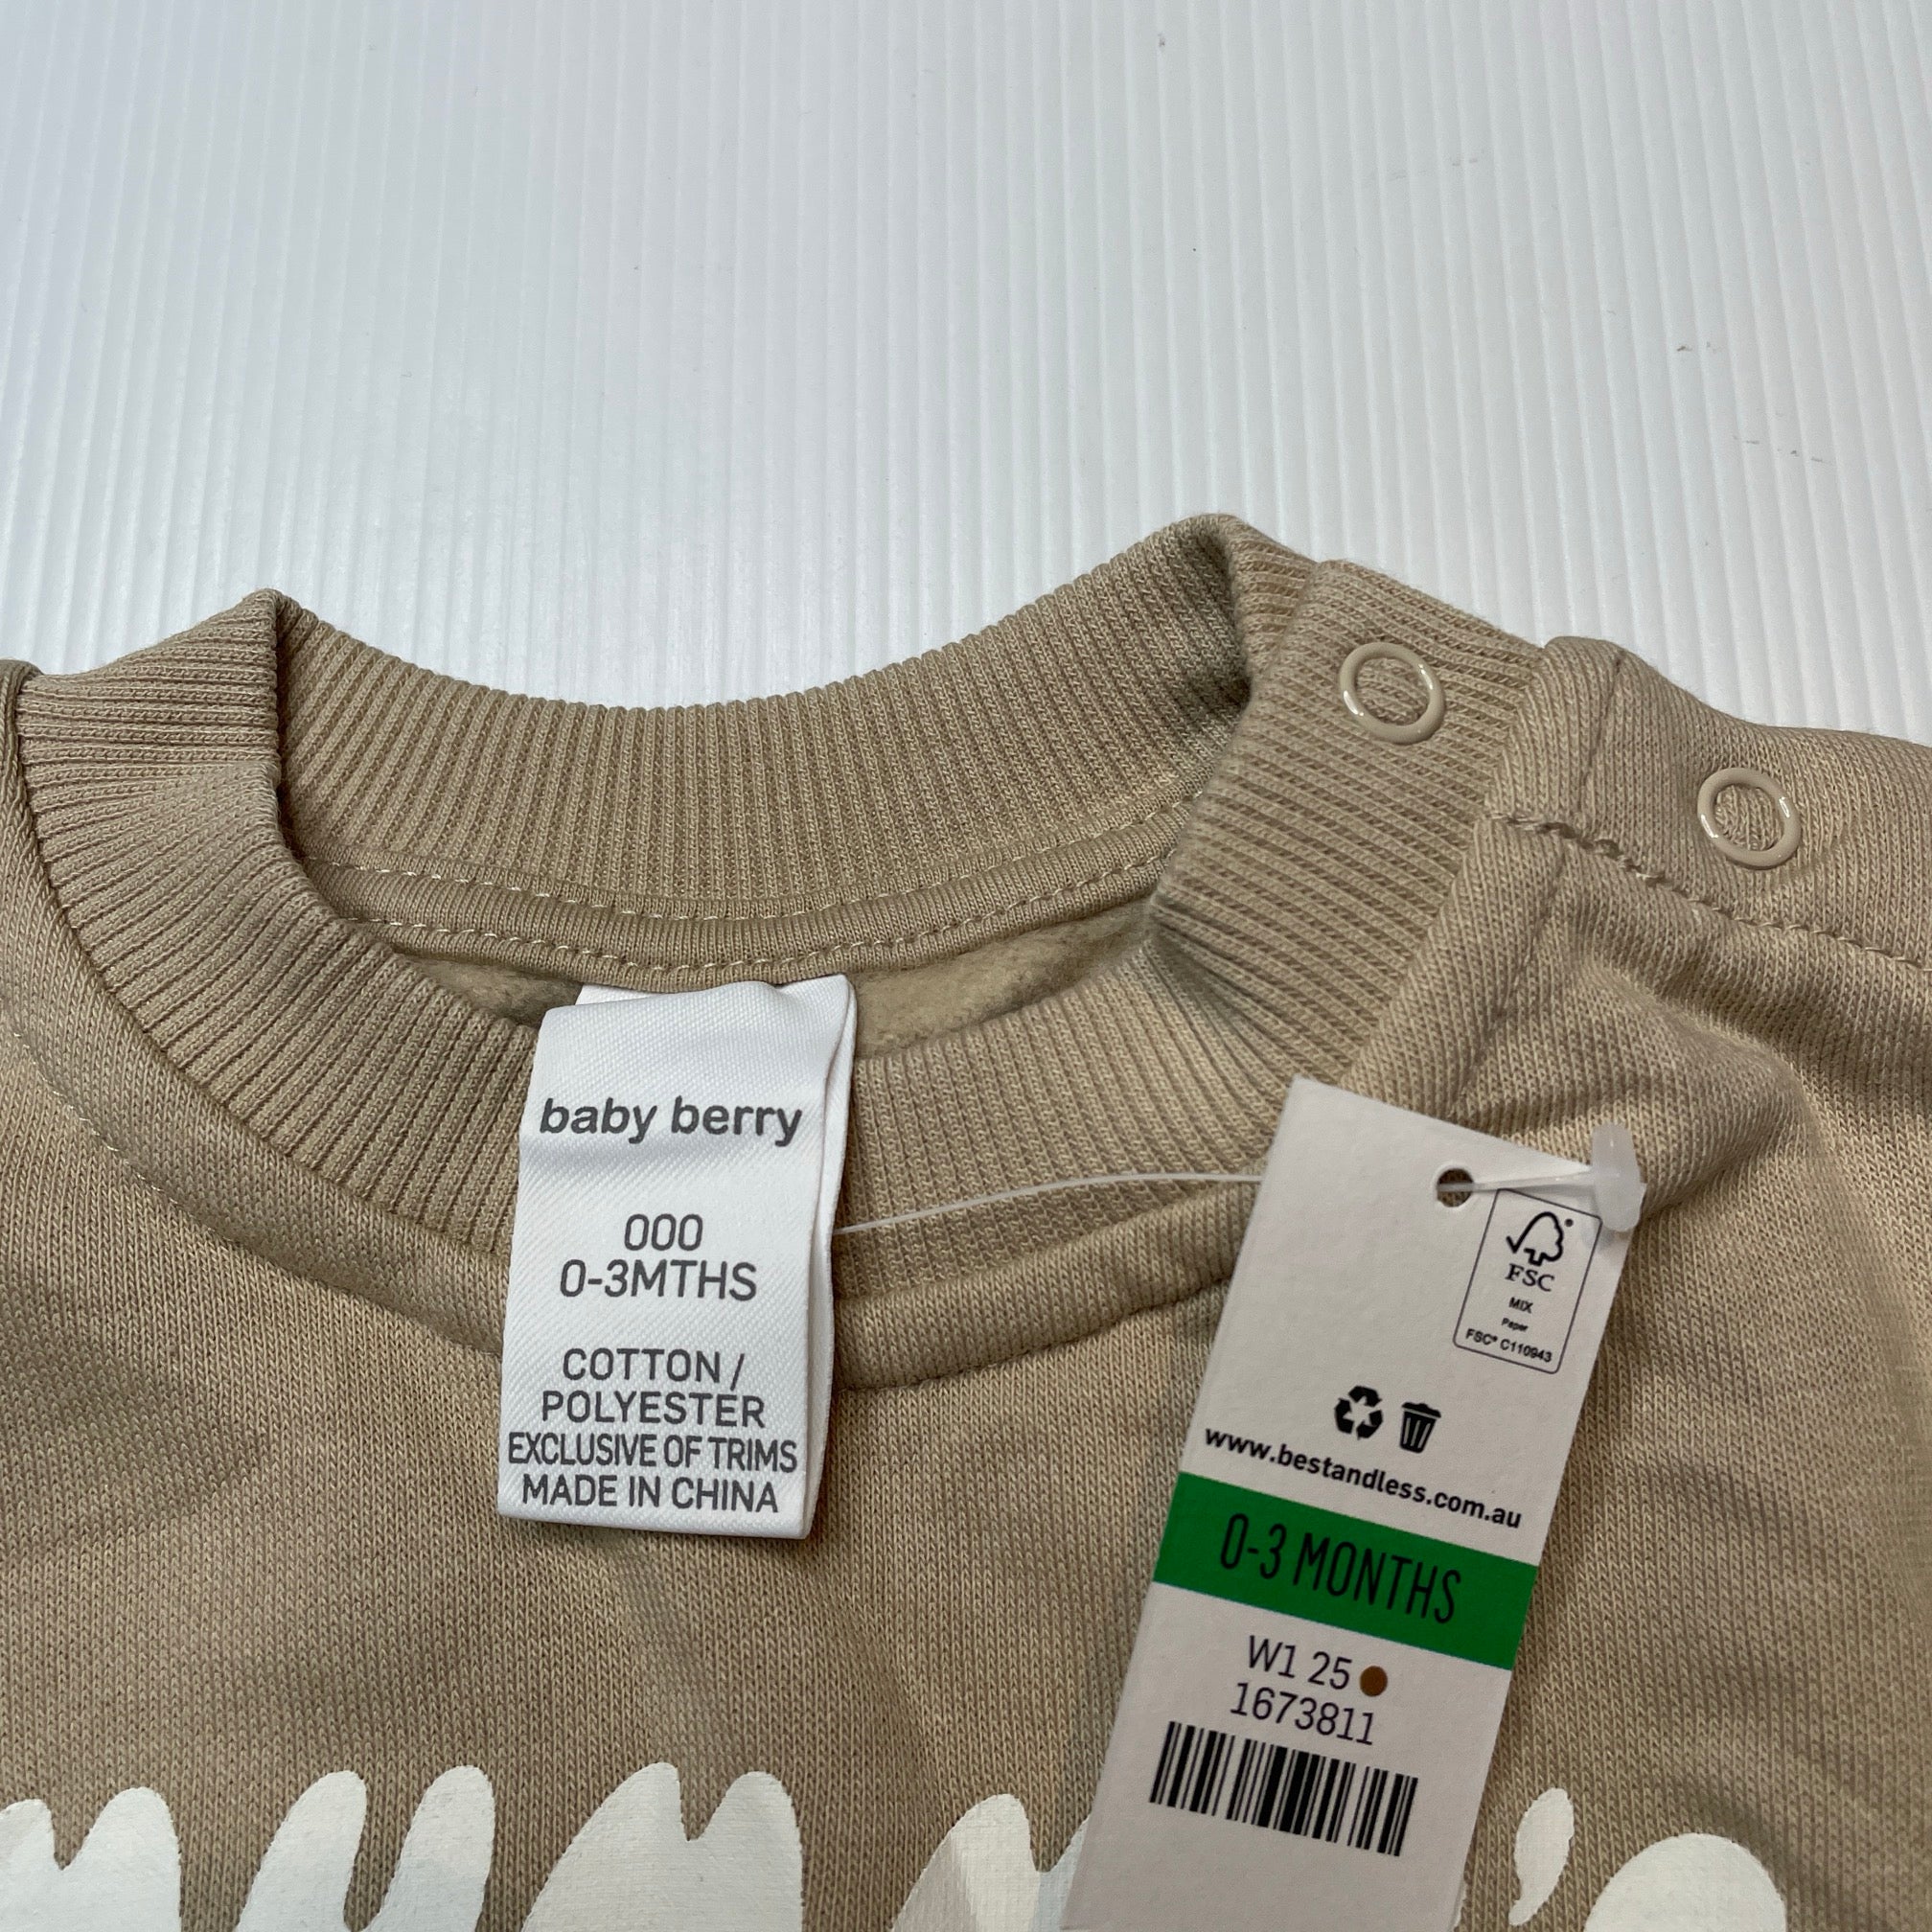 baby berry
000
0-3MTHS
COTTON /
POLYESTER
EXCLUSIVE OF TRIMS
MADE IN CHINA
FSC
MIX
Paper
FSC® C110943
www.bestandless.com.au
0-3 MONTHS
W1 25
1673811